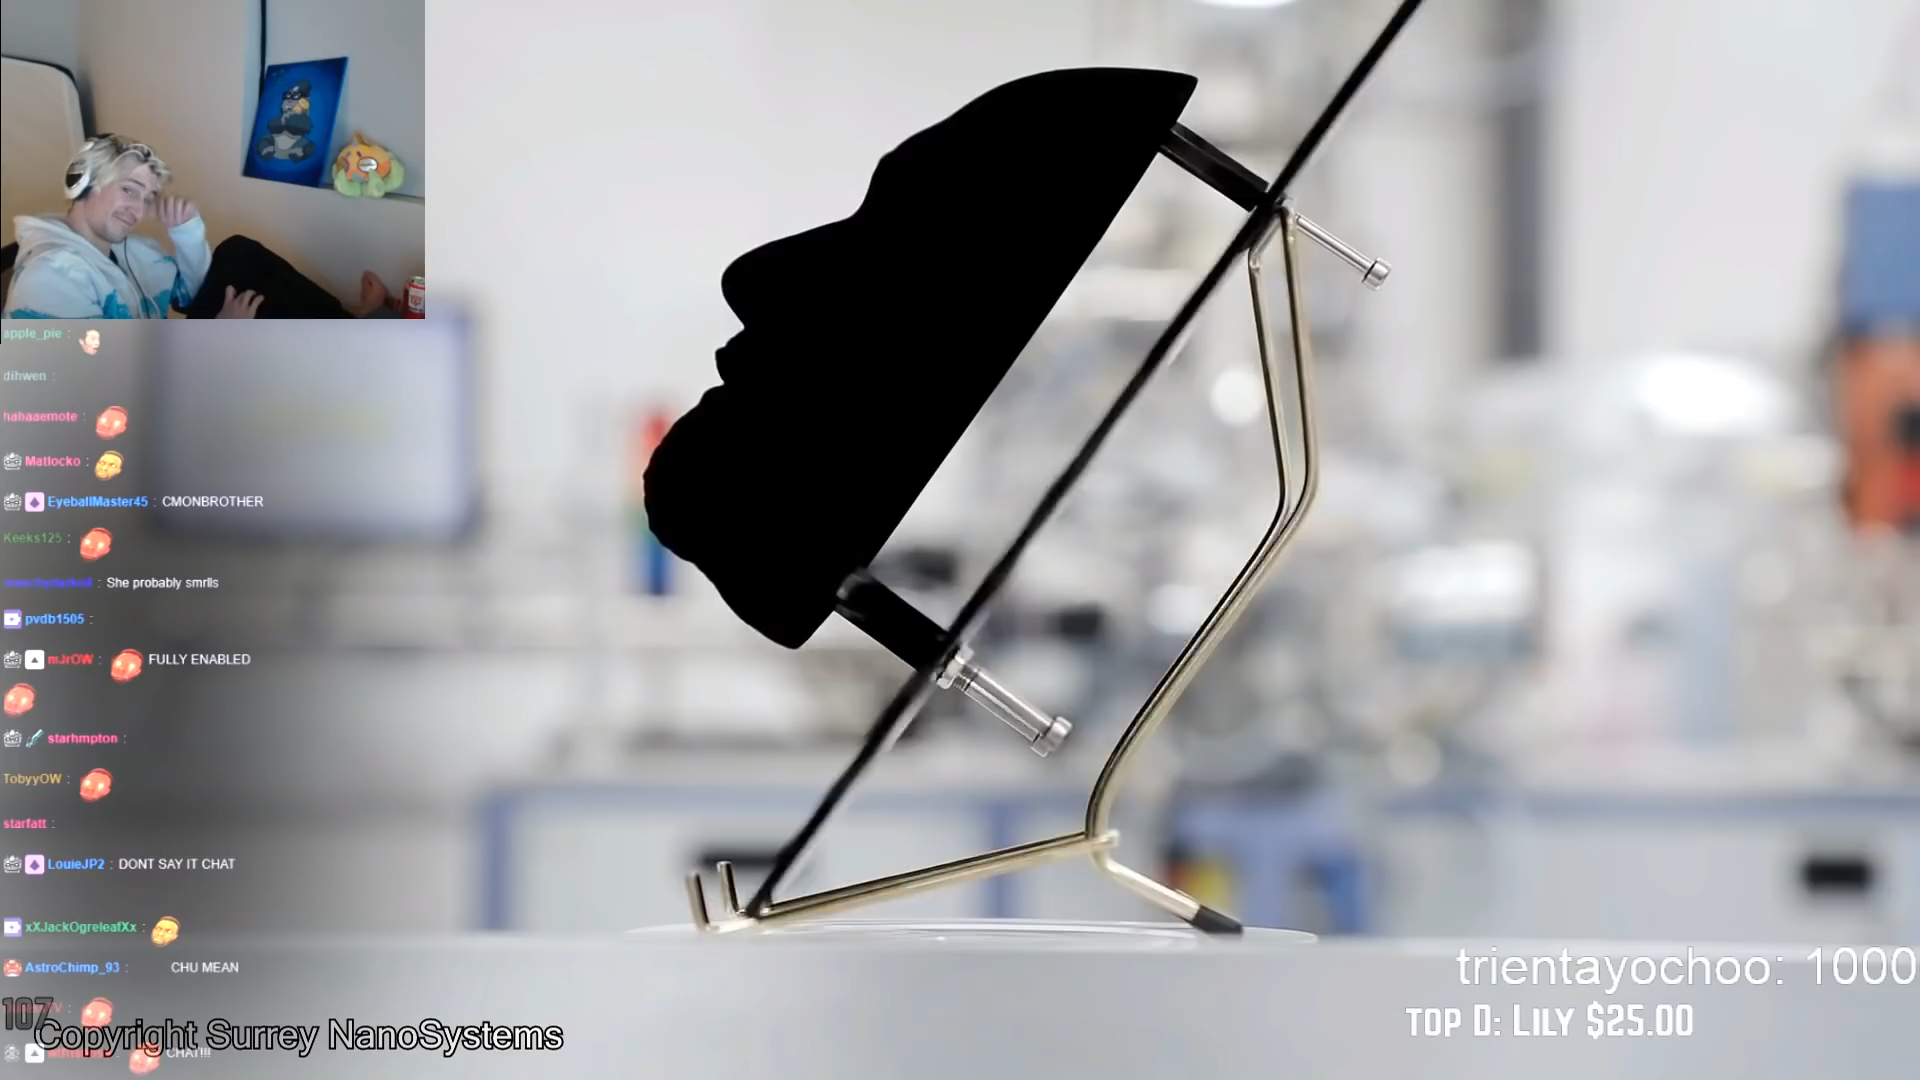 apple_pie :
dihwen :
hahaaemote :
Matlocko :
EyeballMaster45 : CMONBROTHER
Keeks125 :
: She probably smrlls
pvdb1505 :
mJrOW : FULLY ENABLED
starhmpton :
TobyyOW :
starfatt :
LouieJP2 : DONT SAY IT CHAT
xXJackOgreleafXx :
AstroChimp_93 : CHU MEAN
107
Copyright Surrey NanoSystems
CHAT!!!
trientayochoo: 1000
TOP D: LILY $25.00